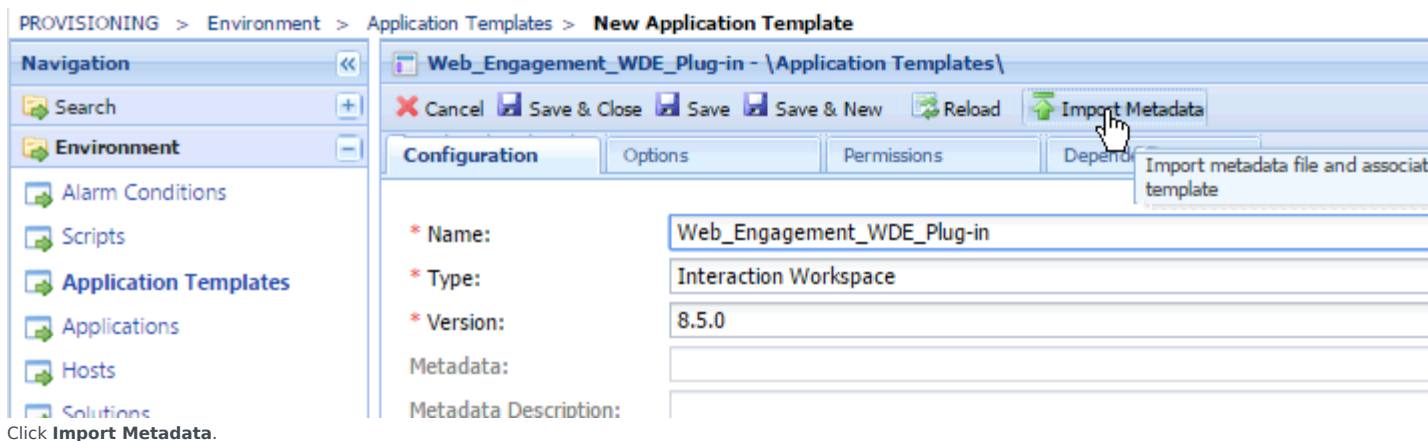 PROVISIONING > Environment > Application Templates > New Application Template
Navigation
Search
Environment
Alarm Conditions
Scripts
Application Templates
Applications
Hosts
Solutions
Web_Engagement_WDE_Plug-in - \Application Templates\
Cancel Save & Close Save Save & New Reload Import Metadata
Configuration Options Permissions
Import metadata file and associat
template
* Name: Web_Engagement_WDE_Plug-in
* Type: Interaction Workspace
* Version: 8.5.0
Metadata:
Metadata Description:
Click Import Metadata.